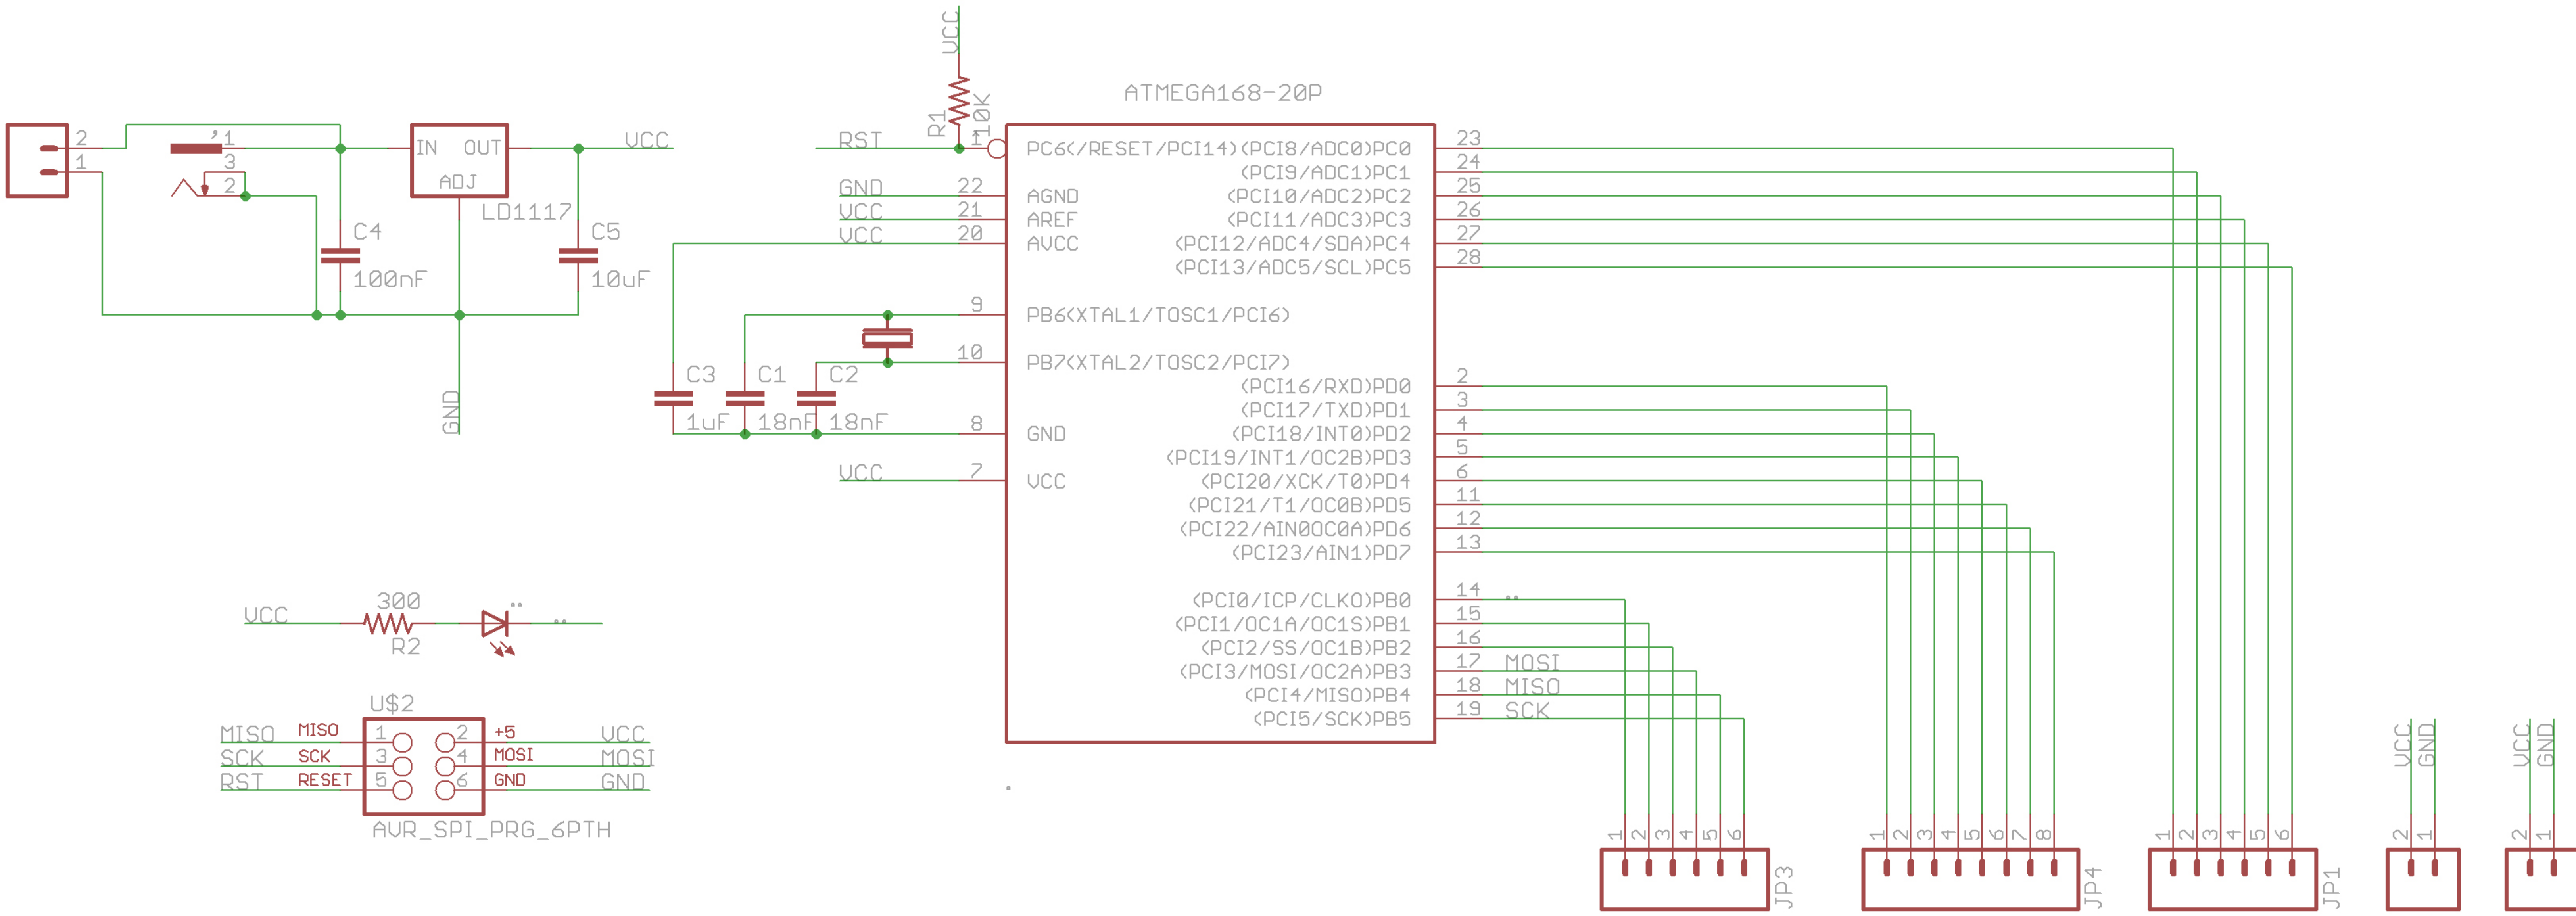 VCC
R1
10K
ATMEGA168-20P
2
1
1
3
2
IN OUT
ADJ
LD1117
VCC
C4
100nF
C5
10uF
GND
RST
1
GND
22
VCC
21
VCC
20
9
10
C3
1uF
C1
18nF
C2
18nF
8
VCC
7
PC6(/RESET/PCI14)
AGND
AREF
AVCC
PB6(XTAL1/TOSC1/PCI6)
PB7(XTAL2/TOSC2/PCI7)
GND
VCC
(PCI8/ADC0)PC0 23
(PCI9/ADC1)PC1 24
(PCI10/ADC2)PC2 25
(PCI11/ADC3)PC3 26
(PCI12/ADC4/SDA)PC4 27
(PCI13/ADC5/SCL)PC5 28
(PCI16/RXD)PD0 2
(PCI17/TXD)PD1 3
(PCI18/INT0)PD2 4
(PCI19/INT1/OC2B)PD3 5
(PCI20/XCK/T0)PD4 6
(PCI21/T1/OC0B)PD5 11
(PCI22/AIN0OC0A)PD6 12
(PCI23/AIN1)PD7 13
(PCI0/ICP/CLKO)PB0 14
(PCI1/OC1A/OC1S)PB1 15
(PCI2/SS/OC1B)PB2 16
(PCI3/MOSI/OC2A)PB3 17 MOSI
(PCI4/MISO)PB4 18 MISO
(PCI5/SCK)PB5 19 SCK
VCC
300
R2
U$2
MISO MISO 1 2 +5 VCC
SCK SCK 3 4 MOSI MOSI
RST RESET 5 6 GND GND
AVR_SPI_PRG_6PTH
1 2 3 4 5 6
JP3
1 2 3 4 5 6 7 8
JP4
1 2 3 4 5 6
JP1
VCC GND
2 1
VCC GND
2 1